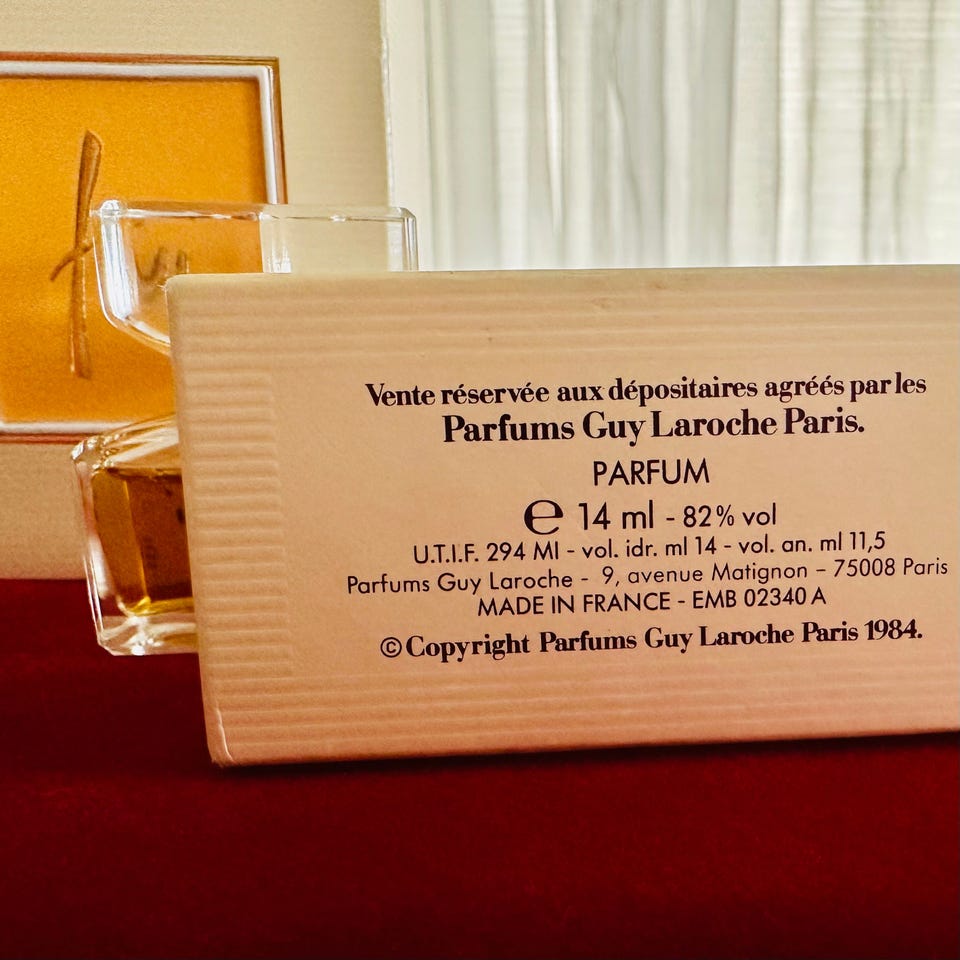 Vente réservée aux dépositaires agréés par les
Parfums Guy Laroche Paris.
PARFUM
℮ 14 ml - 82% vol
U.T.I.F. 294 MI - vol. idr. ml 14 - vol. an. ml 11,5
Parfums Guy Laroche - 9, avenue Matignon – 75008 Paris
MADE IN FRANCE - EMB 02340 A
©Copyright Parfums Guy Laroche Paris 1984.